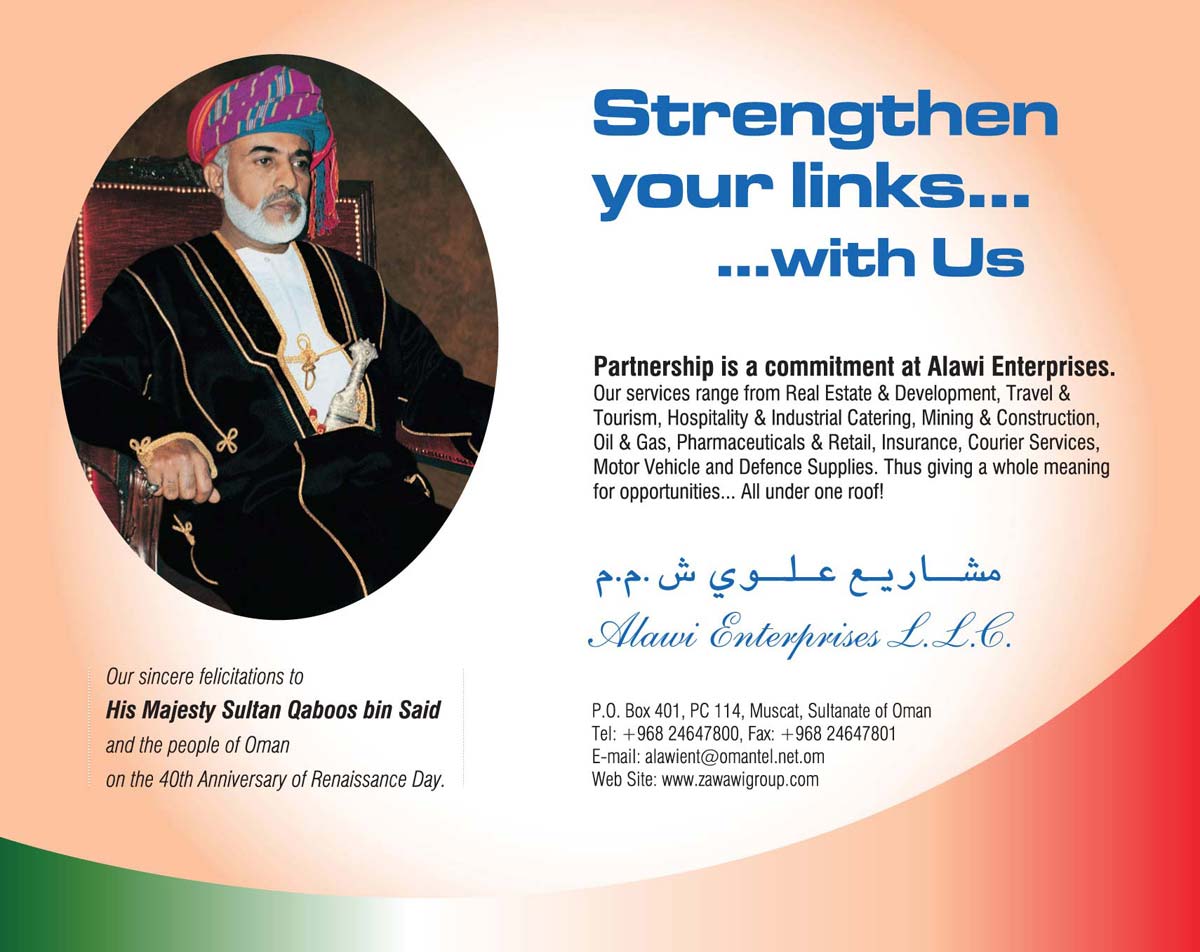 Strengthen
your links...
...with Us
Partnership is a commitment at Alawi Enterprises.
Our services range from Real Estate & Development, Travel &
Tourism, Hospitality & Industrial Catering, Mining & Construction,
Oil & Gas, Pharmaceuticals & Retail, Insurance, Courier Services,
Motor Vehicle and Defence Supplies. Thus giving a whole meaning
for opportunities... All under one roof!
مشـــاريـع عـلــوي ش.م.م
Alawi Enterprises L.L.C.
Our sincere felicitations to
His Majesty Sultan Qaboos bin Said
and the people of Oman
on the 40th Anniversary of Renaissance Day.
P.O. Box 401, PC 114, Muscat, Sultanate of Oman
Tel: +968 24647800, Fax: +968 24647801
E-mail: alawient@omantel.net.om
Web Site: www.zawawigroup.com